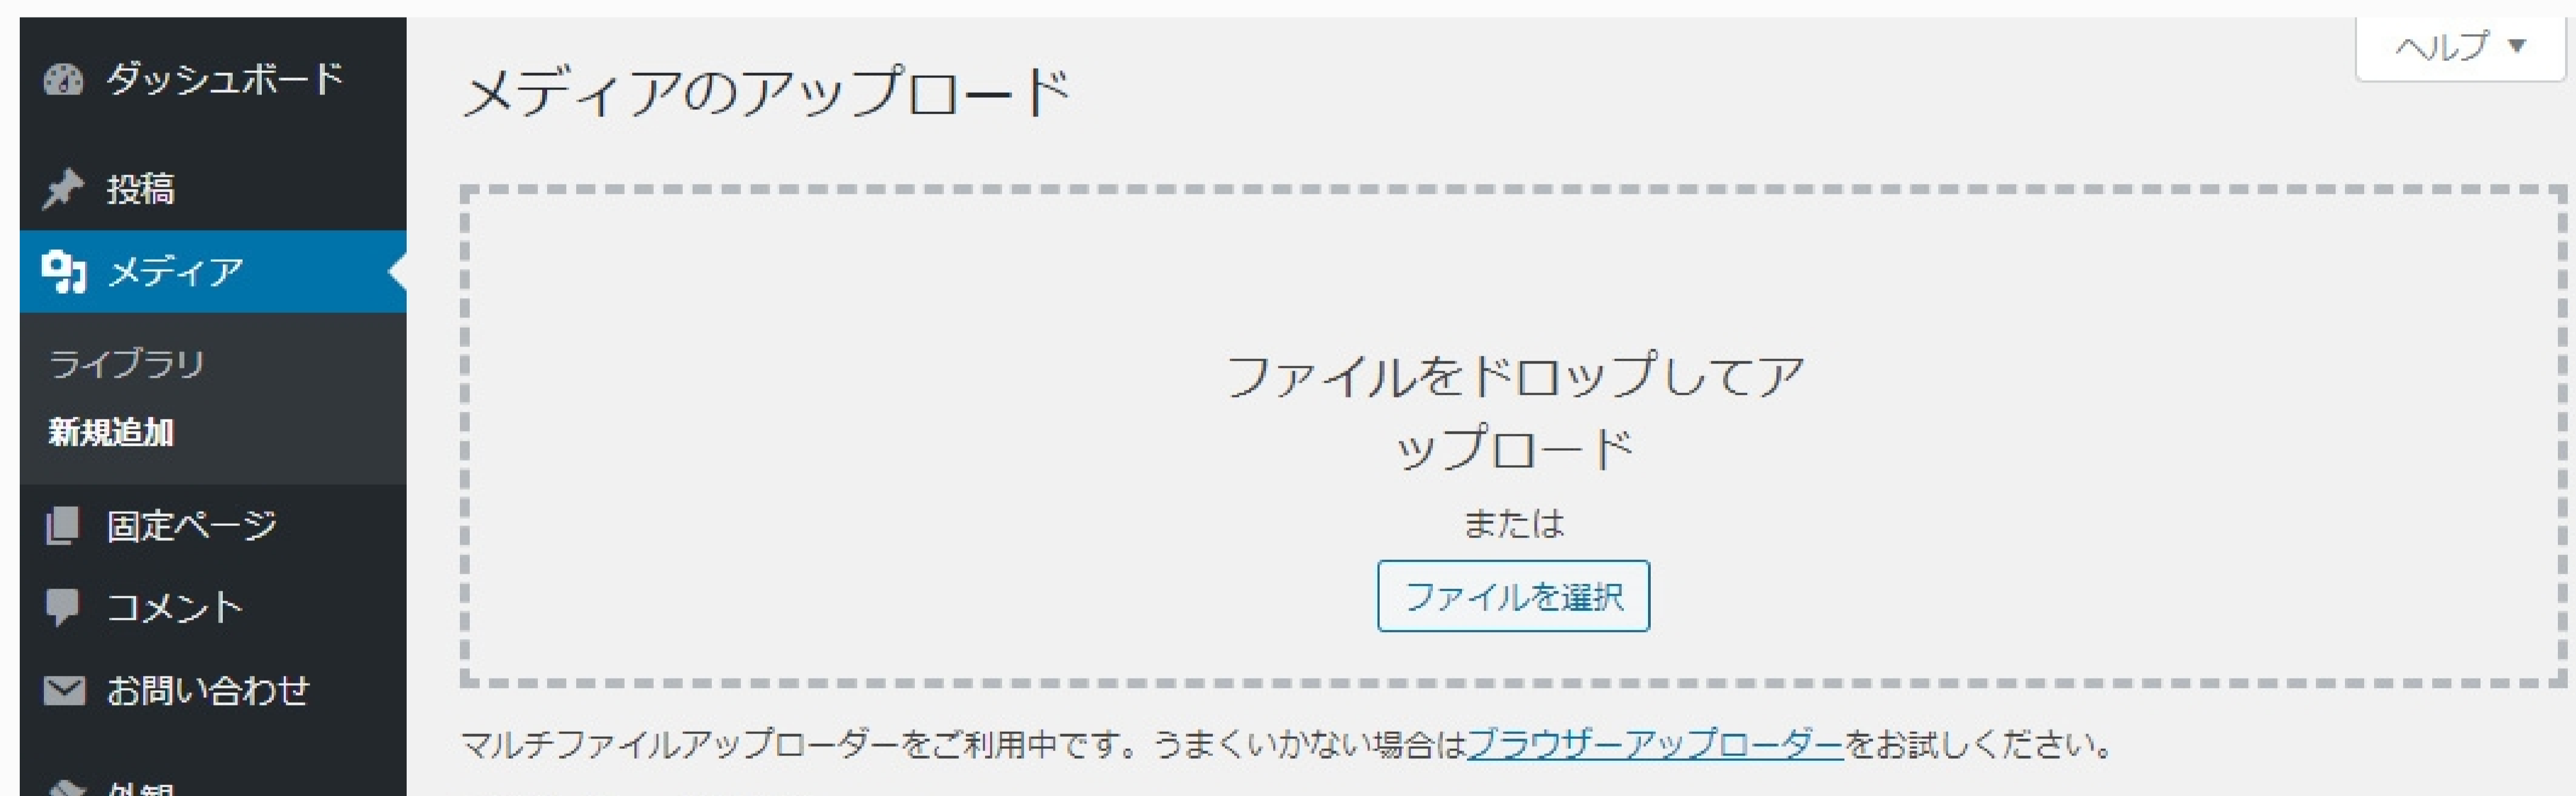 ダッシュボード
投稿
メディア
ライブラリ
新規追加
固定ページ
コメント
お問い合わせ
外観
ヘルプ ▼
メディアのアップロード
ファイルをドロップしてア
ップロード
または
ファイルを選択
マルチファイルアップローダーをご利用中です。うまくいかない場合はブラウザーアップローダーをお試しください。